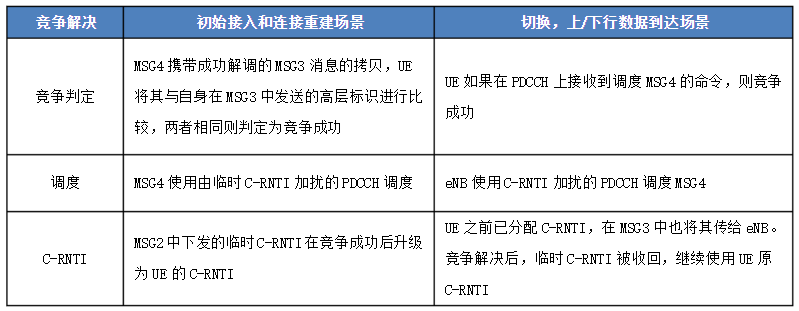 竞争解决
初始接入和连接重建场景
切换，上/下行数据到达场景
竞争判定
MSG4携带成功解调的MSG3消息的拷贝，UE
将其与自身在MSG3中发送的高层标识进行比
较，两者相同则判定为竞争成功
UE如果在PDCCH上接收到调度MSG4的命令，则竞争
成功
调度
MSG4使用由临时C-RNTI加扰的PDCCH调度
eNB使用C-RNTI加扰的PDCCH调度MSG4
C-RNTI
MSG2中下发的临时C-RNTI在竞争成功后升级
为UE的C-RNTI
UE之前已分配C-RNTI，在MSG3中也将其传给eNB。
竞争解决后，临时C-RNTI被收回，继续使用UE原
C-RNTI